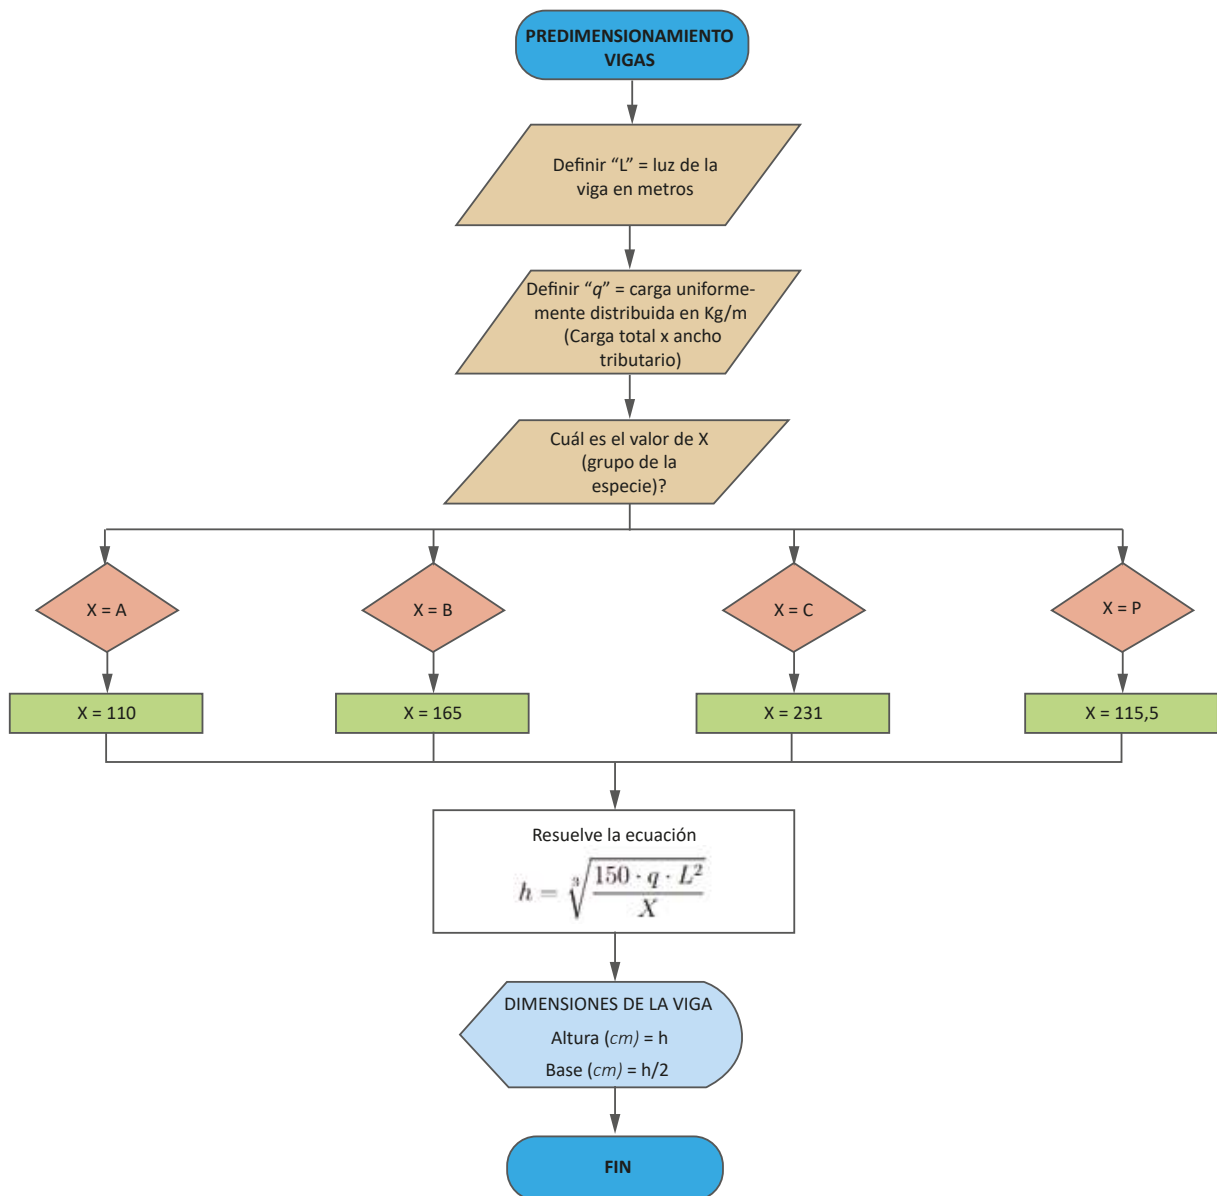 PREDIMENSIONAMIENTO
VIGAS
Definir “L” = luz de la
viga en metros
Definir “q” = carga uniforme-
mente distribuida en Kg/m
(Carga total x ancho
tributario)
Cuál es el valor de X
(grupo de la
especie)?
X = A
X = B
X = C
X = P
X = 110
X = 165
X = 231
X = 115,5
Resuelve la ecuación
h = ∛(150 · q · L² / X)
DIMENSIONES DE LA VIGA
Altura (cm) = h
Base (cm) = h/2
FIN